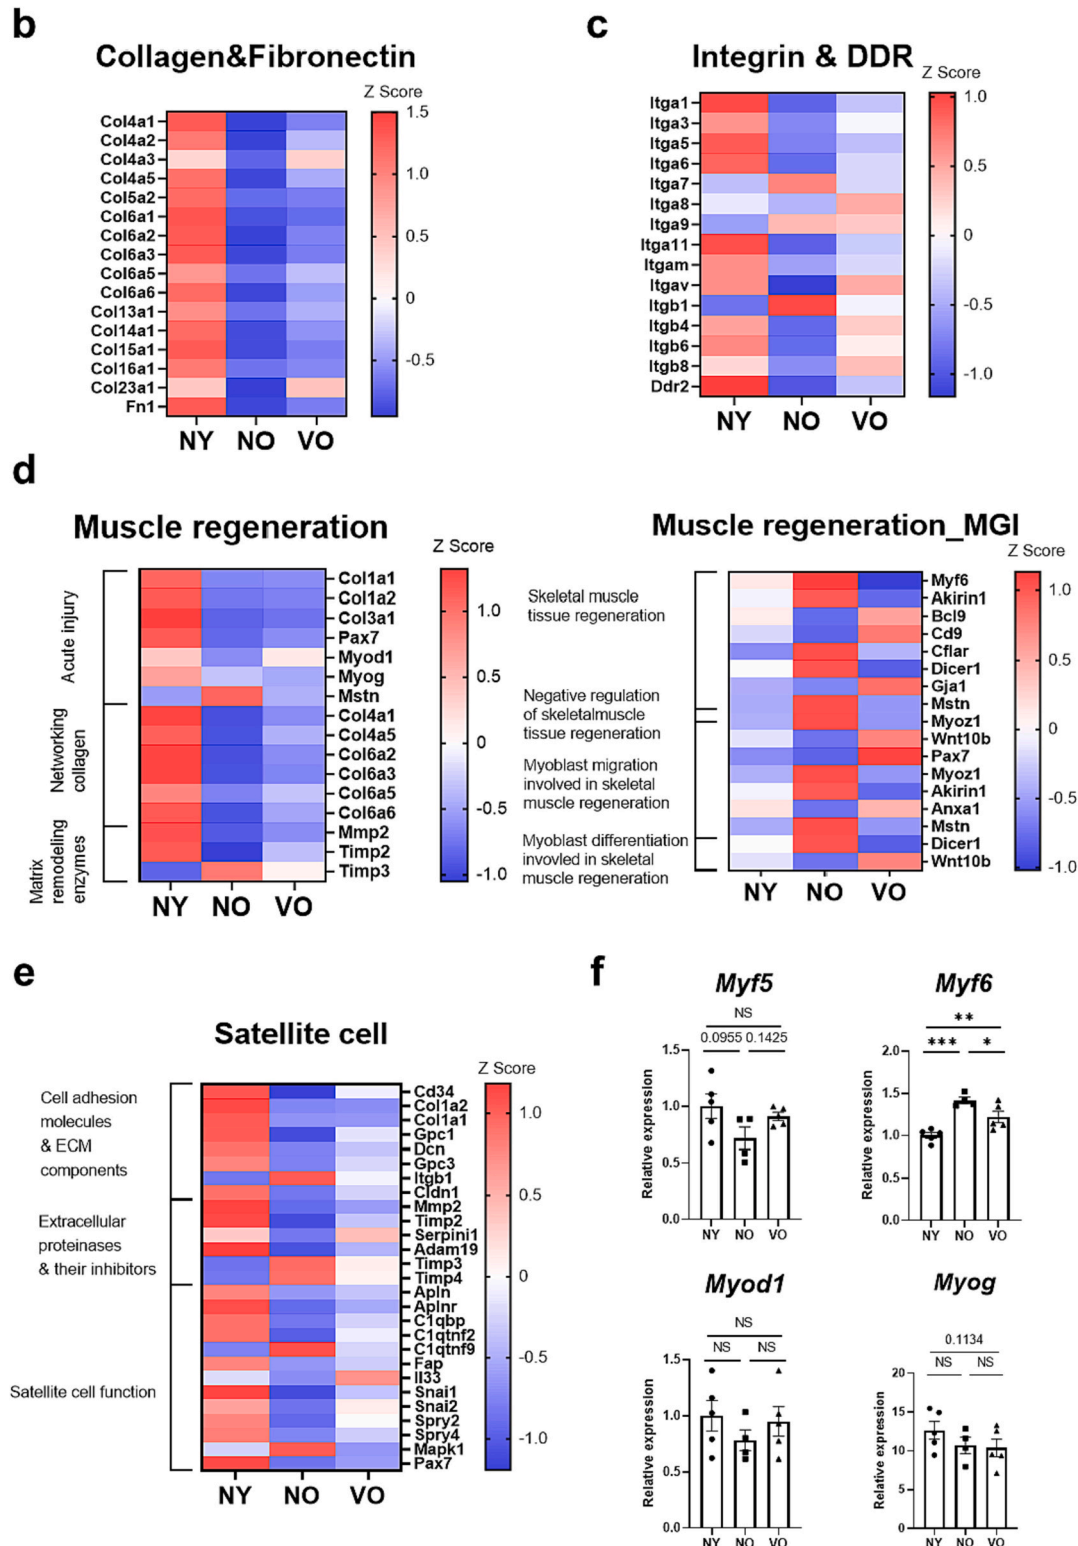 b
Collagen&Fibronectin
Z Score
Col4a1
Col4a2
Col4a3
Col4a5
Col5a2
Col6a1
Col6a2
Col6a3
Col6a5
Col6a6
Col13a1
Col14a1
Col15a1
Col16a1
Col23a1
Fn1
1.5
1.0
0.5
0
-0.5
NY NO VO
c
Integrin & DDR
Z Score
Itga1
Itga3
Itga5
Itga6
Itga7
Itga8
Itga9
Itga11
Itgam
Itgav
Itgb1
Itgb4
Itgb6
Itgb8
Ddr2
1.0
0.5
0
-0.5
-1.0
NY NO VO
d
Muscle regeneration
Z Score
Acute injury
Networking
collagen
Matrix
remodeling
enzymes
Col1a1
Col1a2
Col3a1
Pax7
Myod1
Myog
Mstn
Col4a1
Col4a5
Col6a2
Col6a3
Col6a5
Col6a6
Mmp2
Timp2
Timp3
1.0
0.5
0
-0.5
-1.0
NY NO VO
Muscle regeneration_MGI
Z Score
Skeletal muscle
tissue regeneration
Negative regulation
of skeletalmuscle
tissue regeneration
Myoblast migration
involved in skeletal
muscle regeneration
Myoblast differentiation
invovled in skeletal
muscle regeneration
Myf6
Akirin1
Bcl9
Cd9
Cflar
Dicer1
Gja1
Mstn
Myoz1
Wnt10b
Pax7
Myoz1
Akirin1
Anxa1
Mstn
Dicer1
Wnt10b
1.0
0.5
0
-0.5
-1.0
NY NO VO
e
Satellite cell
Z Score
Cell adhesion
molecules
& ECM
components
Extracellular
proteinases
& their inhibitors
Satellite cell function
Cd34
Col1a2
Col1a1
Gpc1
Dcn
Gpc3
Itgb1
Cldn1
Mmp2
Timp2
Serpini1
Adam19
Timp3
Timp4
Apln
Aplnr
C1qbp
C1qtnf2
C1qtnf9
Fap
Il33
Snai1
Snai2
Spry2
Spry4
Mapk1
Pax7
1.0
0.5
0
-0.5
-1.0
NY NO VO
f
Myf5
NS
0.0955 0.1425
Relative expression
1.5
1.0
0.5
0.0
NY NO VO
Myf6
**
*** *
Relative expression
2.0
1.5
1.0
0.5
0.0
NY NO VO
Myod1
NS
NS NS
Relative expression
1.5
1.0
0.5
0.0
NY NO VO
Myog
0.1134
NS NS
Relative expression
20
15
10
5
0
NY NO VO